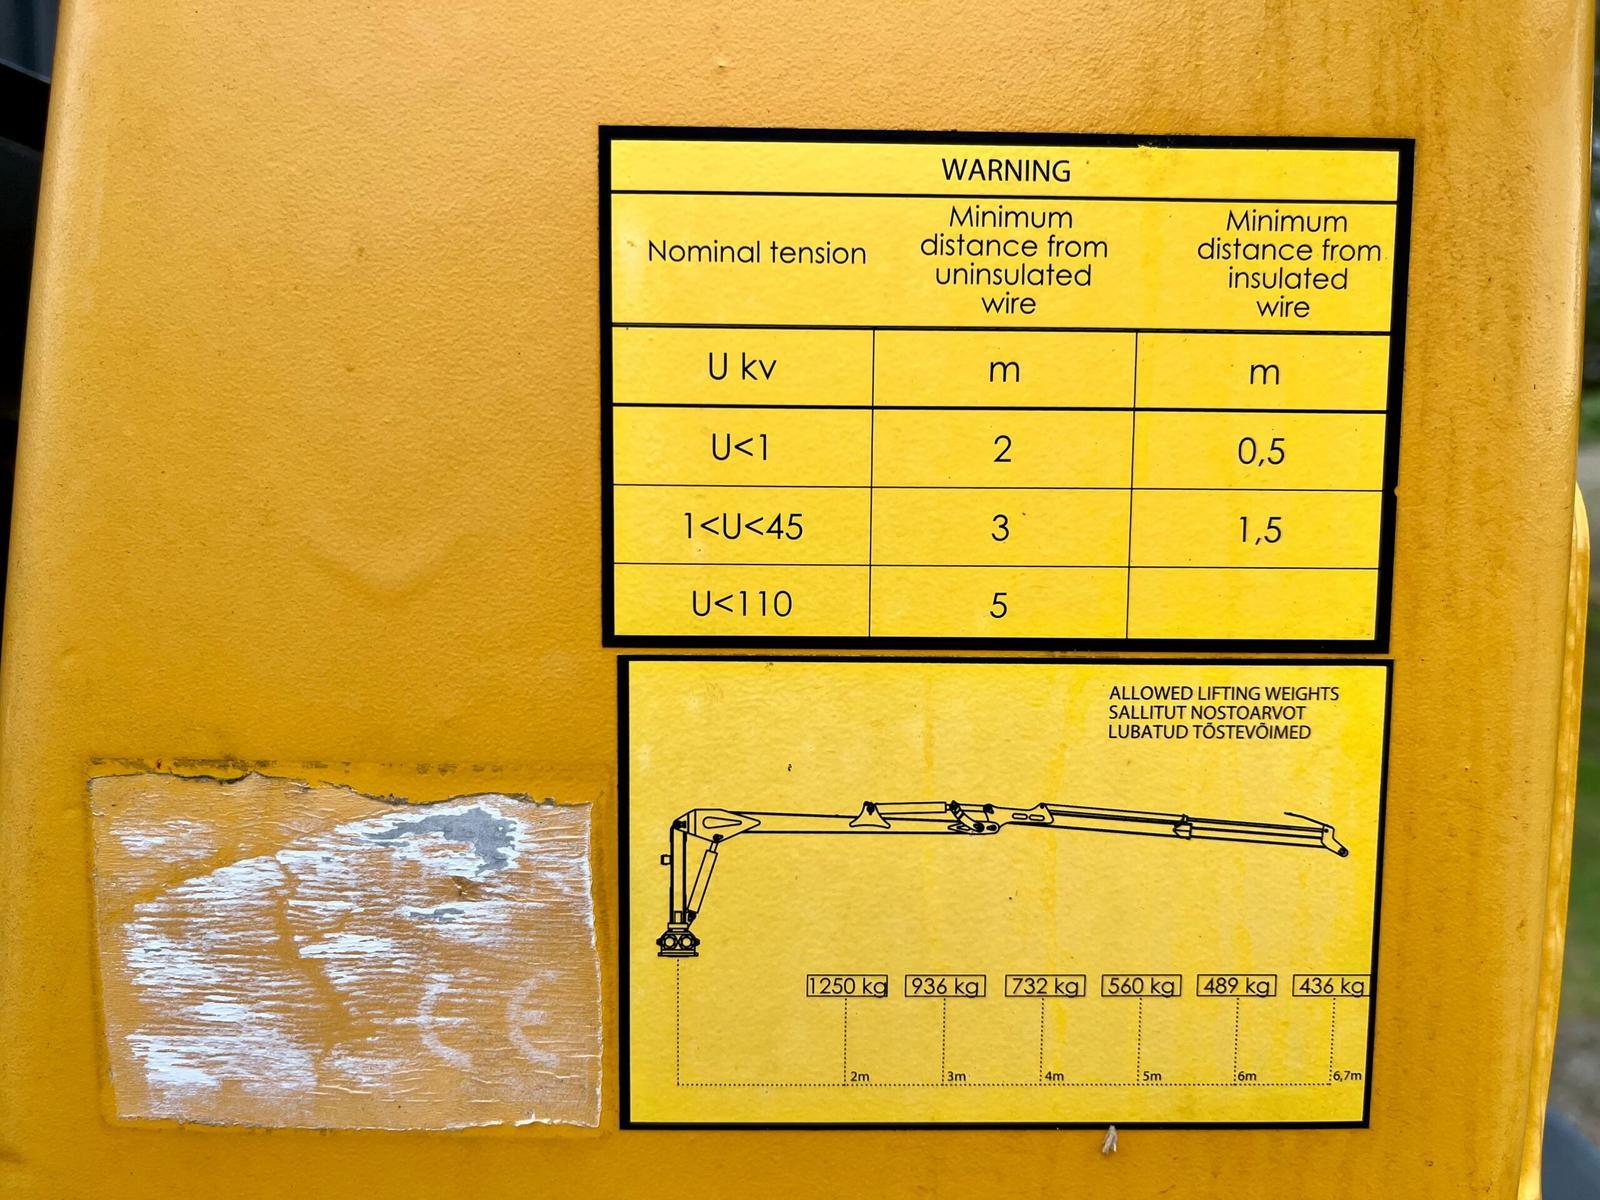 WARNING
Nominal tension
Minimum
distance from
uninsulated
wire
Minimum
distance from
insulated
wire
U kv m m
U<1 2 0,5
1<U<45 3 1,5
U<110 5
ALLOWED LIFTING WEIGHTS
SALLITUT NOSTOARVOT
LUBATUD TÕSTEVÕIMED
1250 kg 936 kg 732 kg 560 kg 489 kg 436 kg
2m 3m 4m 5m 6m 6,7m
CE